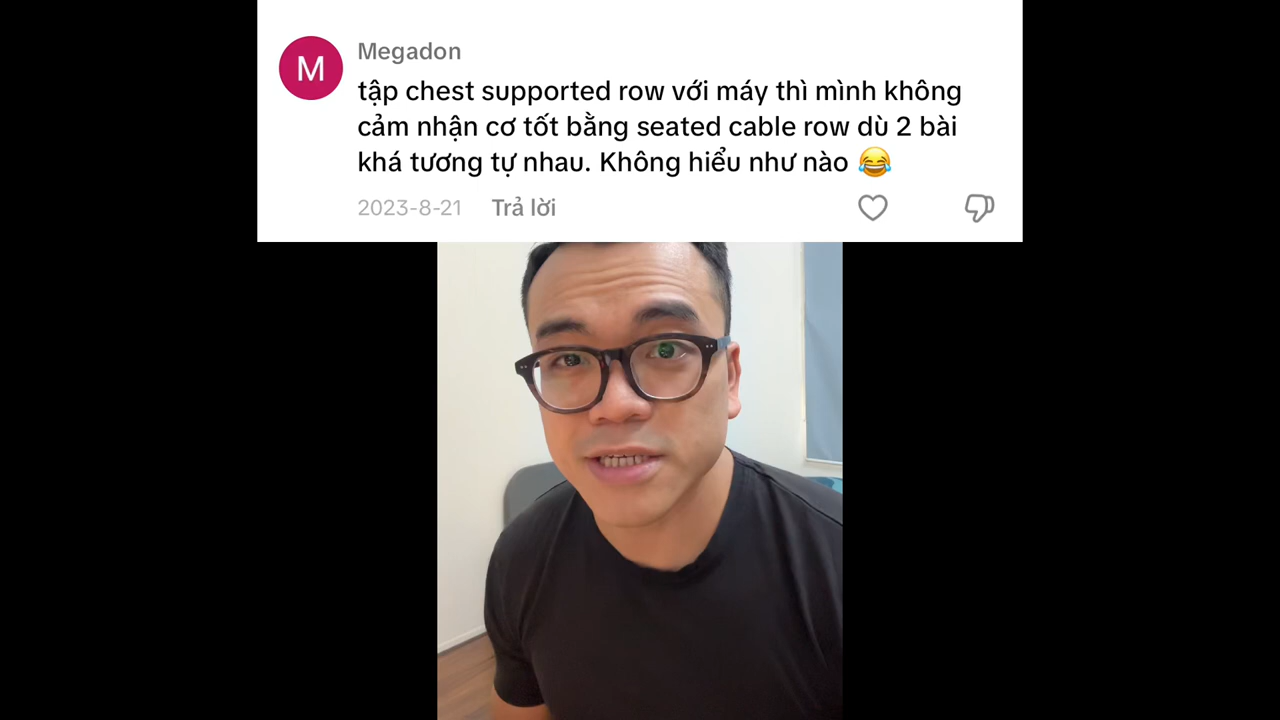 M
Megadon
tập chest supported row với máy thì mình không
cảm nhận cơ tốt bằng seated cable row dù 2 bài
khá tương tự nhau. Không hiểu như nào 😂
2023-8-21 Trả lời